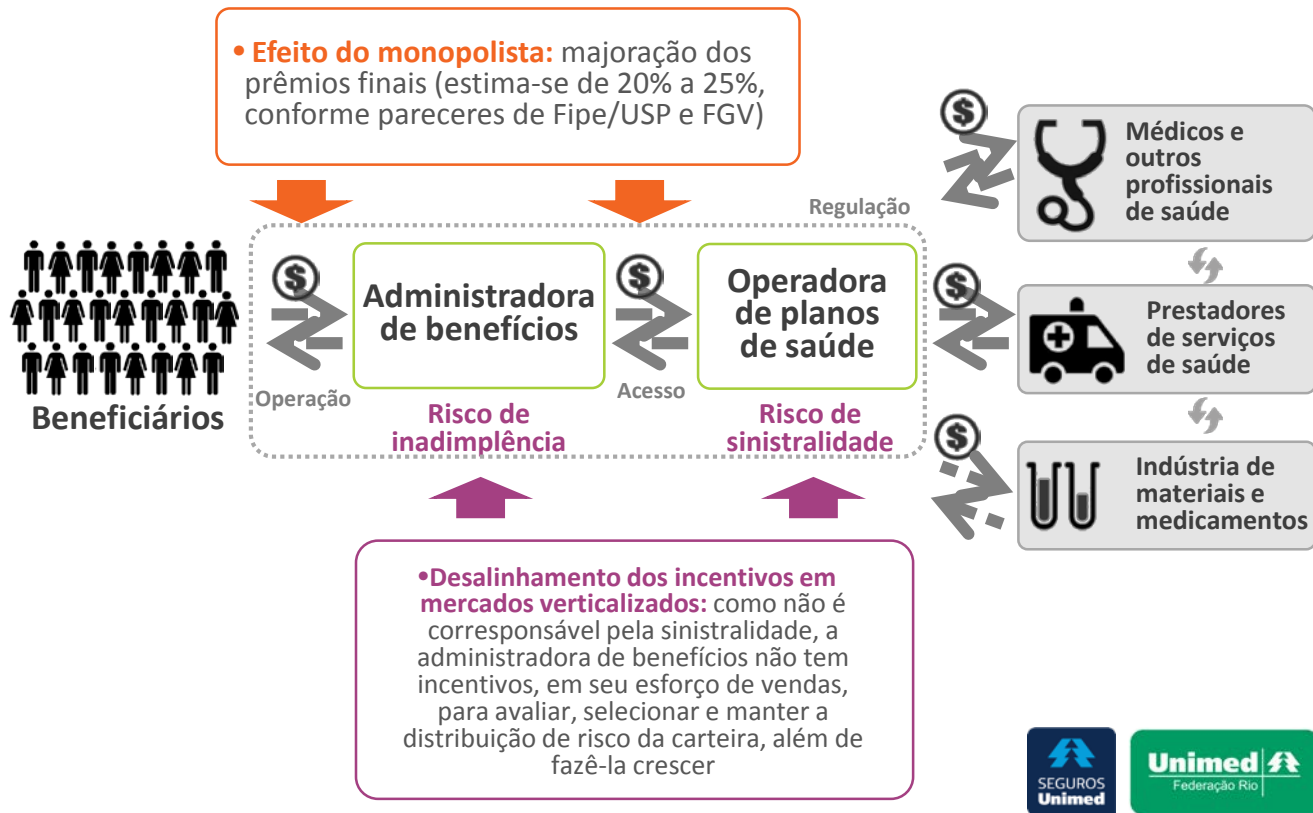 •Efeito do monopolista: majoração dos
prêmios finais (estima-se de 20% a 25%,
conforme pareceres de Fipe/USP e FGV)
Regulação
Beneficiários
$
Operação
Administradora
de benefícios
Risco de
inadimplência
$
Acesso
Operadora
de planos
de saúde
Risco de
sinistralidade
$
Médicos e
outros
profissionais
de saúde
$
Prestadores
de serviços
de saúde
$
Indústria de
materiais e
medicamentos
•Desalinhamento dos incentivos em
mercados verticalizados: como não é
corresponsável pela sinistralidade, a
administradora de benefícios não tem
incentivos, em seu esforço de vendas,
para avaliar, selecionar e manter a
distribuição de risco da carteira, além de
fazê-la crescer
SEGUROS
Unimed
Unimed
Federação Rio